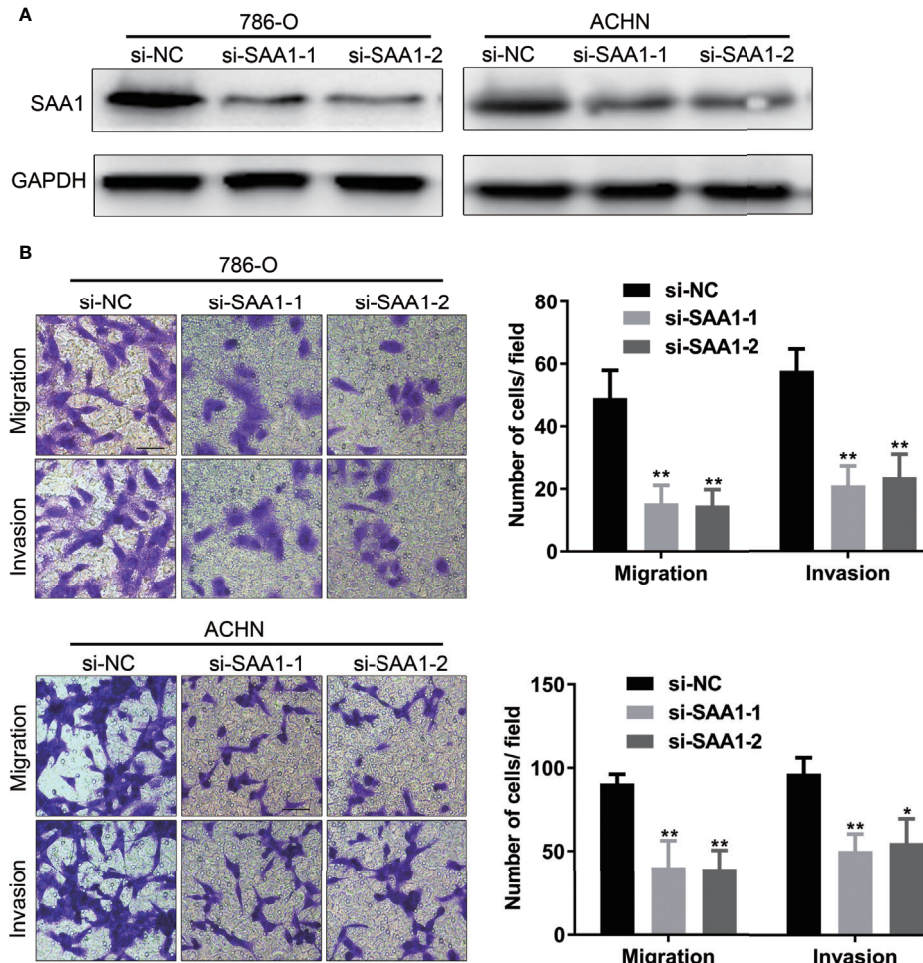 A
786-O
ACHN
si-NC si-SAA1-1 si-SAA1-2
si-NC si-SAA1-1 si-SAA1-2
SAA1
GAPDH
B
786-O
si-NC si-SAA1-1 si-SAA1-2
Migration
Invasion
80
60
40
20
0
Number of cells/ field
si-NC
si-SAA1-1
si-SAA1-2
** ** ** **
Migration Invasion
ACHN
si-NC si-SAA1-1 si-SAA1-2
Migration
Invasion
150
100
50
0
Number of cells/ field
si-NC
si-SAA1-1
si-SAA1-2
** ** ** *
Migration Invasion